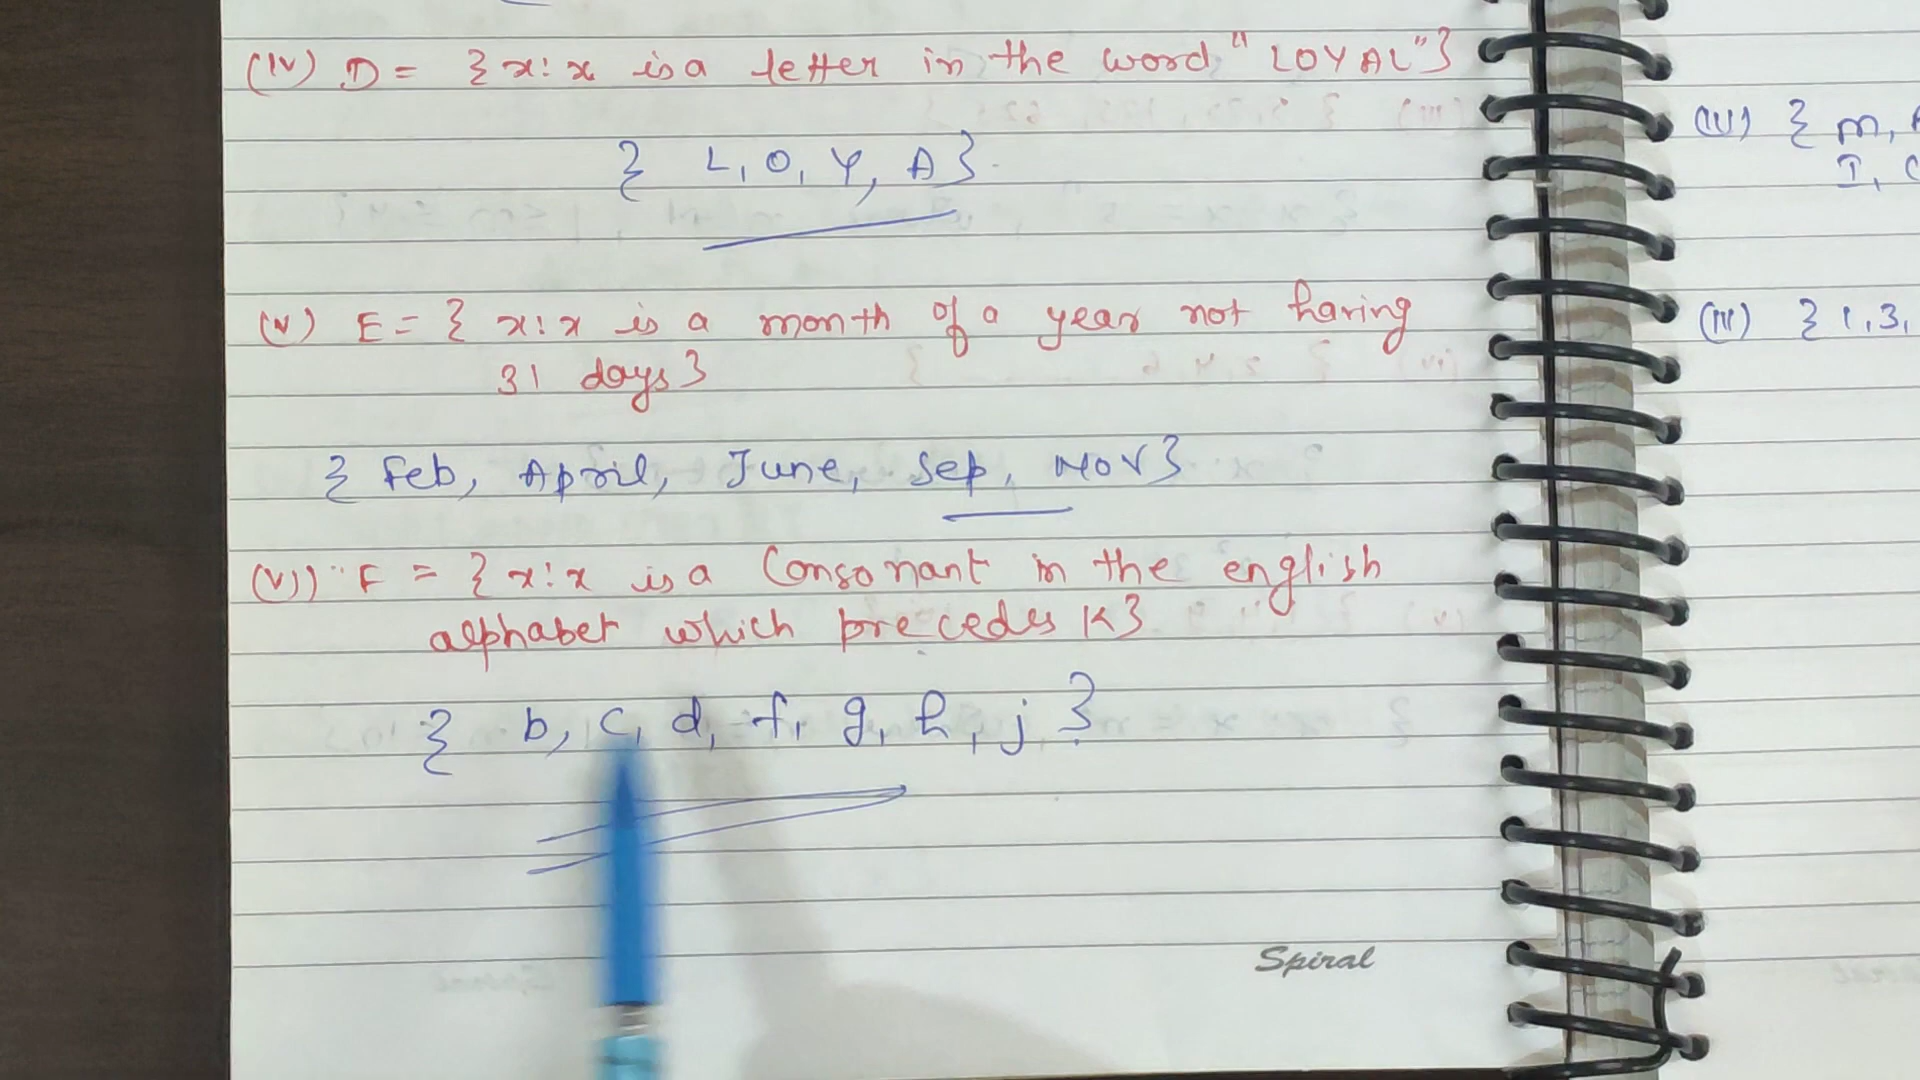 (iv) D = {x:x is a letter in the word "LOYAL"}
{ L, O, Y, A}
(v) E = { x:x is a month of a year not having
31 days}
{ Feb, April, June, Sep, Nov}
(vi) F = {x:x is a Consonant in the english
alphabet which precedes K}
{ b, c, d, f, g, h, j }
Spiral
(iv) { m,
I,
(iii) { 1,3,